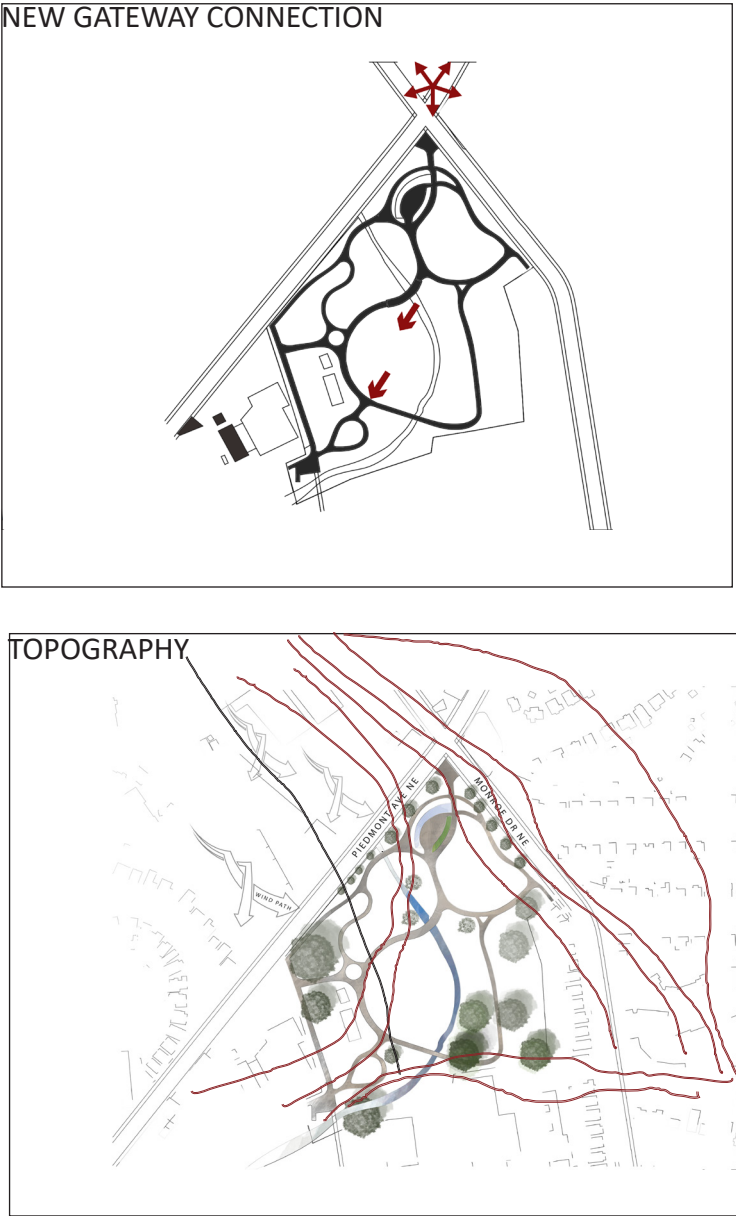 NEW GATEWAY CONNECTION
TOPOGRAPHY
PIEDMONT AVE NE
MONROE DR NE
WIND PATH